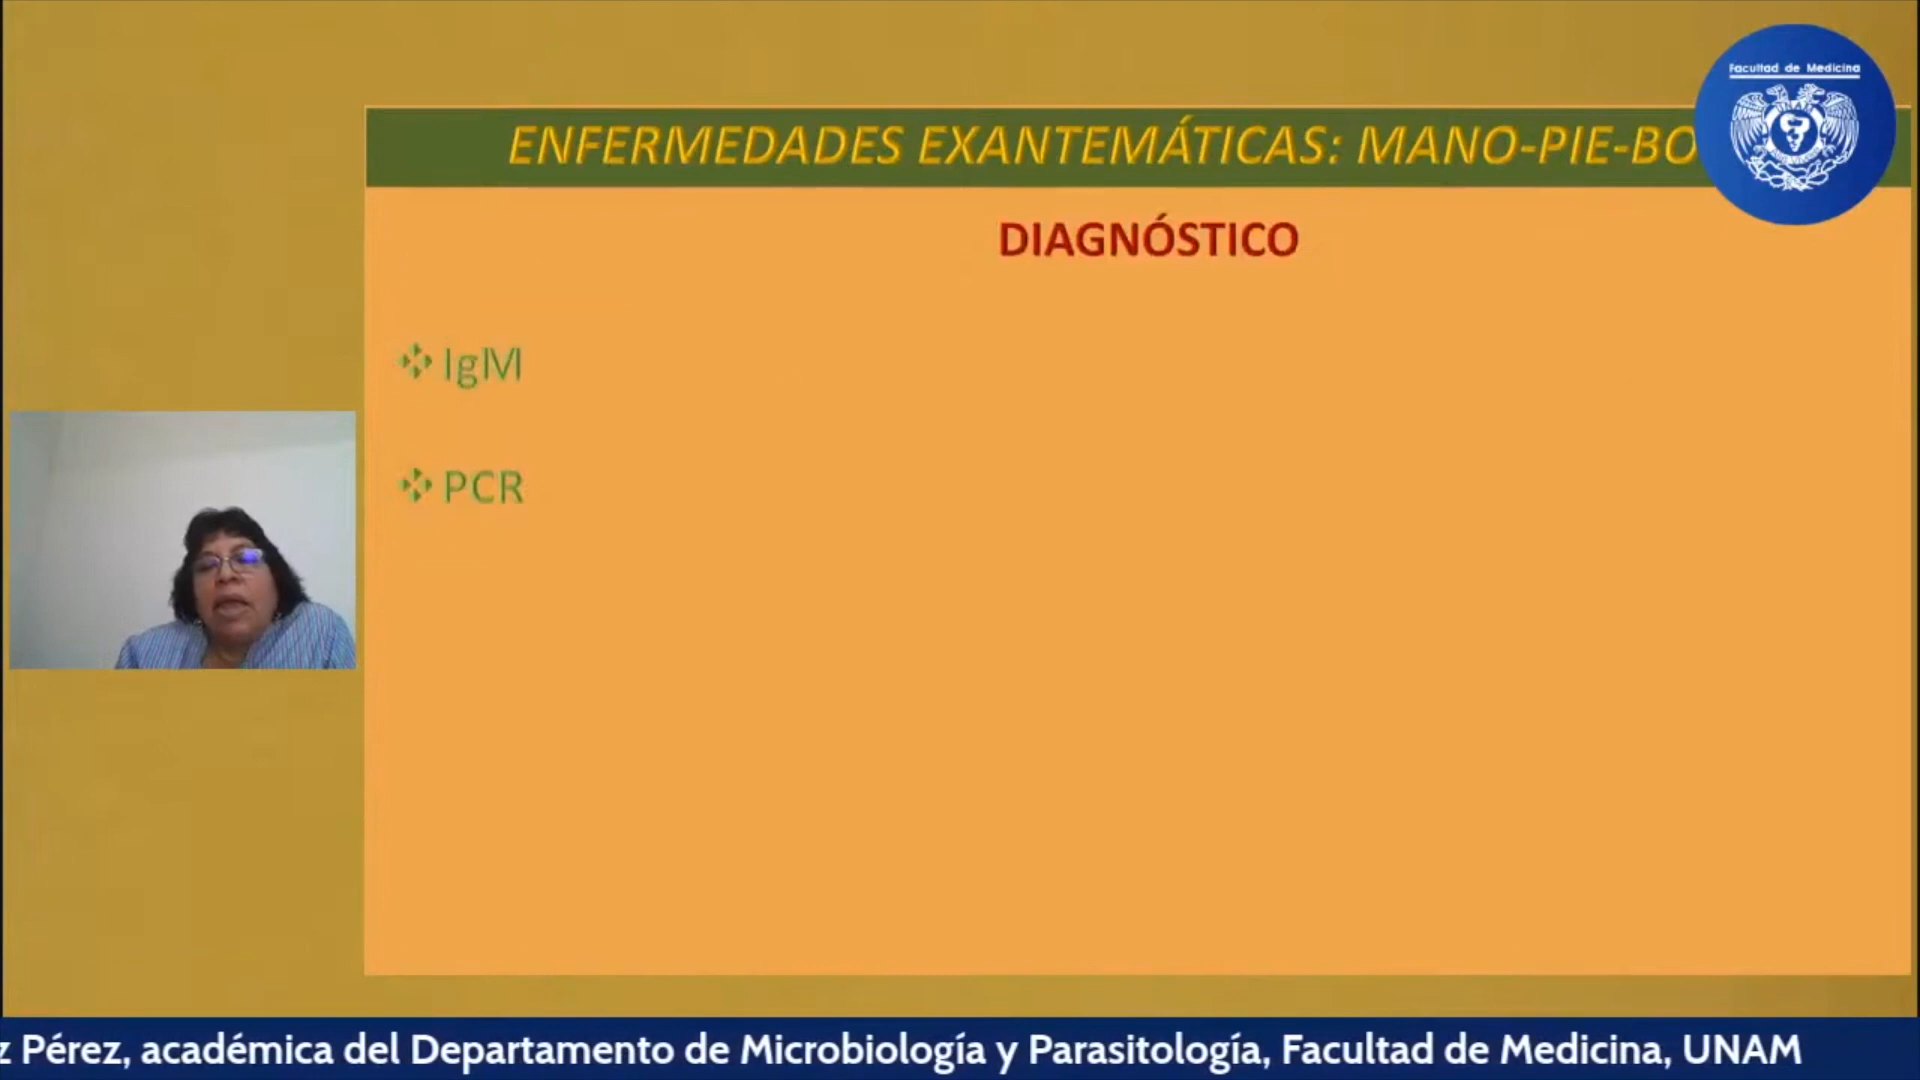 Facultad de Medicina
ENFERMEDADES EXANTEMÁTICAS: MANO-PIE-BO
DIAGNÓSTICO
❖ IgM
❖ PCR
z Pérez, académica del Departamento de Microbiología y Parasitología, Facultad de Medicina, UNAM